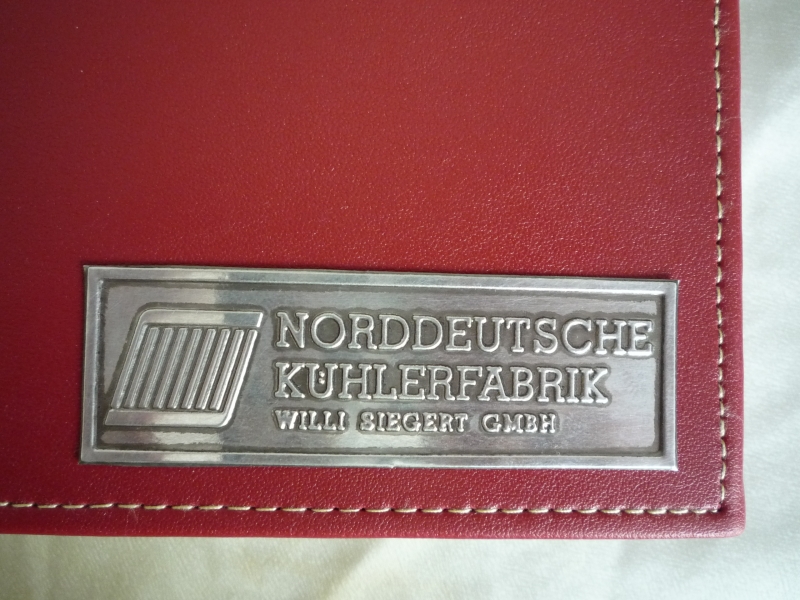 NORDDEUTSCHE
KÜHLERFABRIK
WILLI SIEGERT GMBH